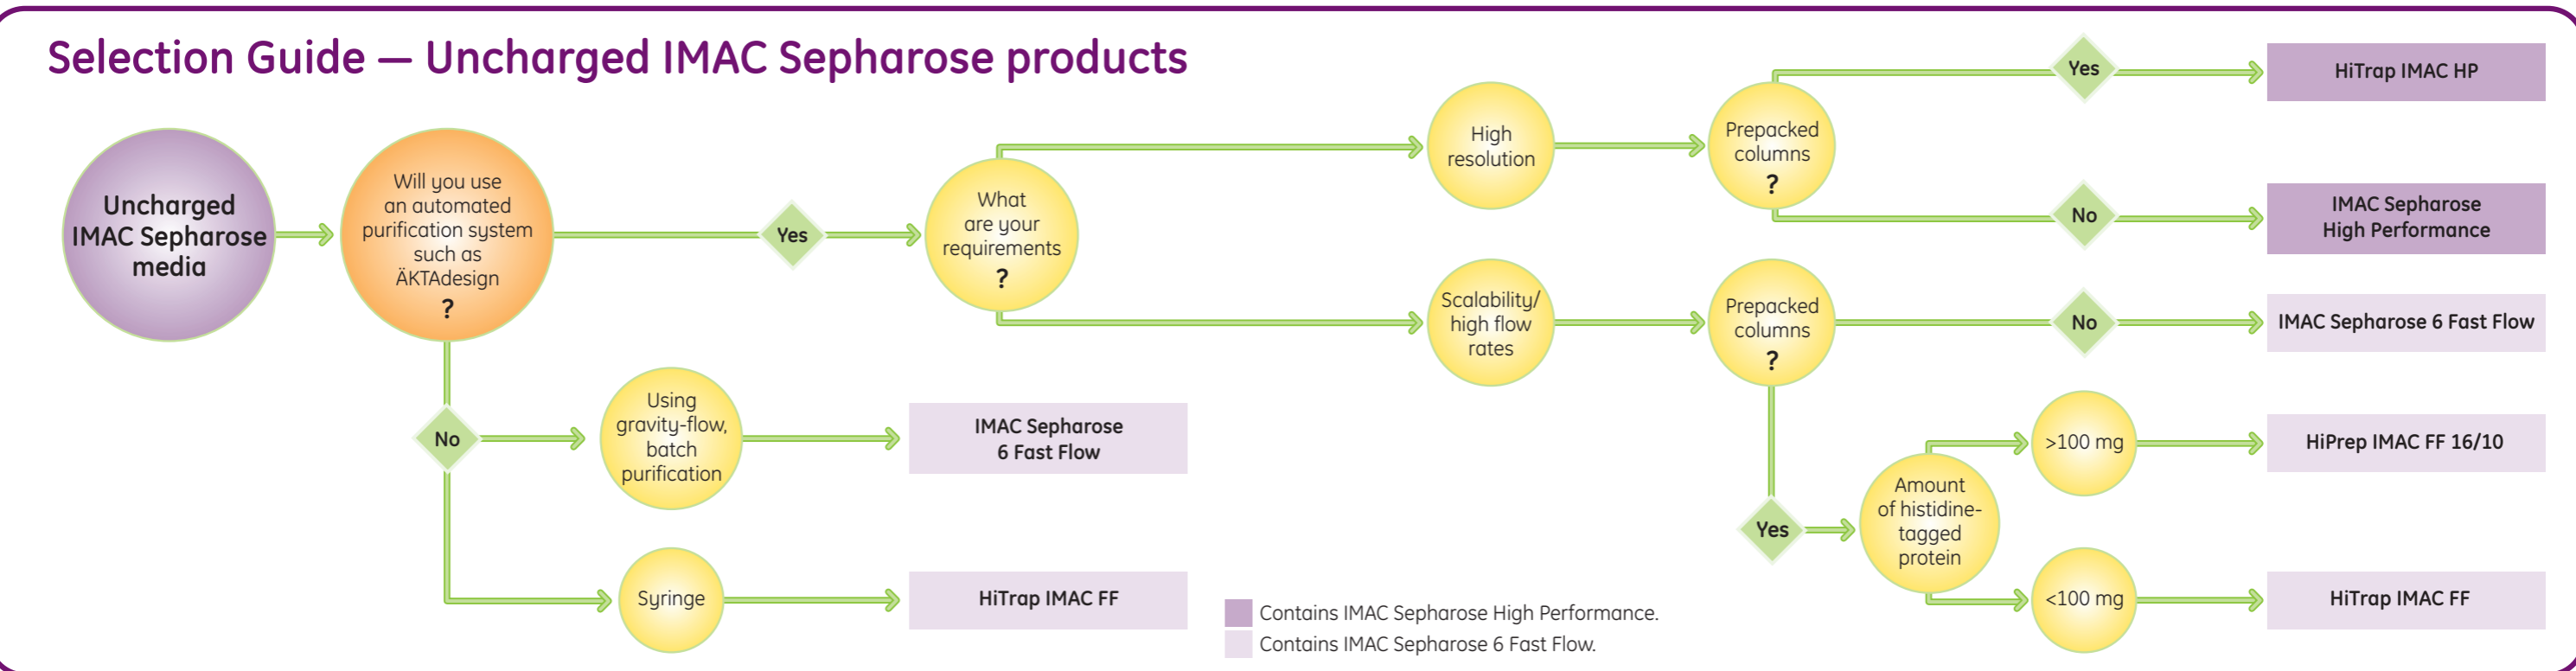 Selection Guide — Uncharged IMAC Sepharose products
Uncharged
IMAC Sepharose
media
Will you use
an automated
purification system
such as
ÄKTAdesign
?
Yes
What
are your
requirements
?
High
resolution
Prepacked
columns
?
Yes
HiTrap IMAC HP
No
IMAC Sepharose
High Performance
Scalability/
high flow
rates
Prepacked
columns
?
No
IMAC Sepharose 6 Fast Flow
Yes
Amount
of histidine-
tagged
protein
>100 mg
HiPrep IMAC FF 16/10
<100 mg
HiTrap IMAC FF
No
Using
gravity-flow,
batch
purification
IMAC Sepharose
6 Fast Flow
Syringe
HiTrap IMAC FF
Contains IMAC Sepharose High Performance.
Contains IMAC Sepharose 6 Fast Flow.